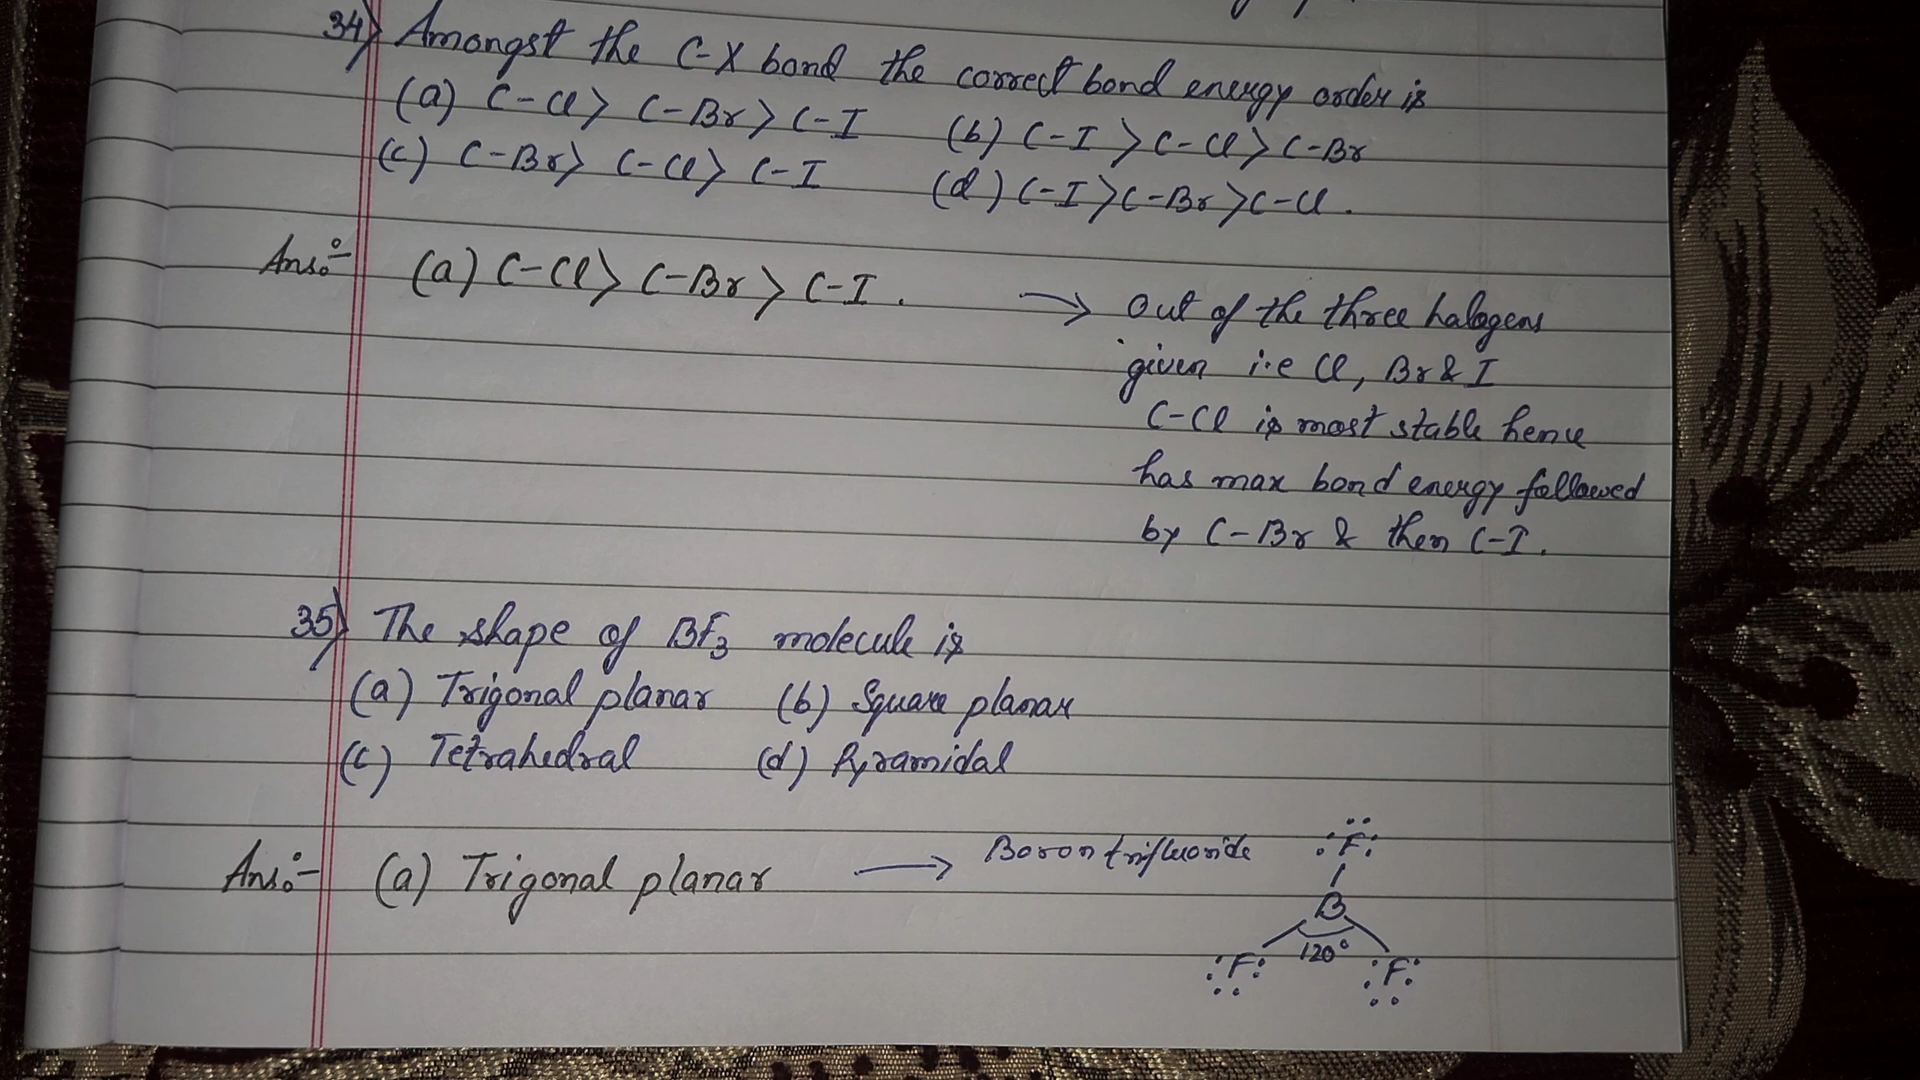 34) Amongst the C-X bond the correct bond energy order is
(a) C-Cl > C-Br > C-I (b) C-I > C-Cl > C-Br
(c) C-Br > C-Cl > C-I (d) C-I > C-Br > C-Cl.
Ans:- (a) C-Cl > C-Br > C-I. → Out of the three halogens
given i.e Cl, Br & I
C-Cl is most stable hence
has max bond energy followed
by C-Br & then C-I.
35) The shape of BF3 molecule is
(a) Trigonal planar (b) Square planar
(c) Tetrahedral (d) Pyramidal
Ans:- (a) Trigonal planar → Boron trifluoride
F
B
120°
F F